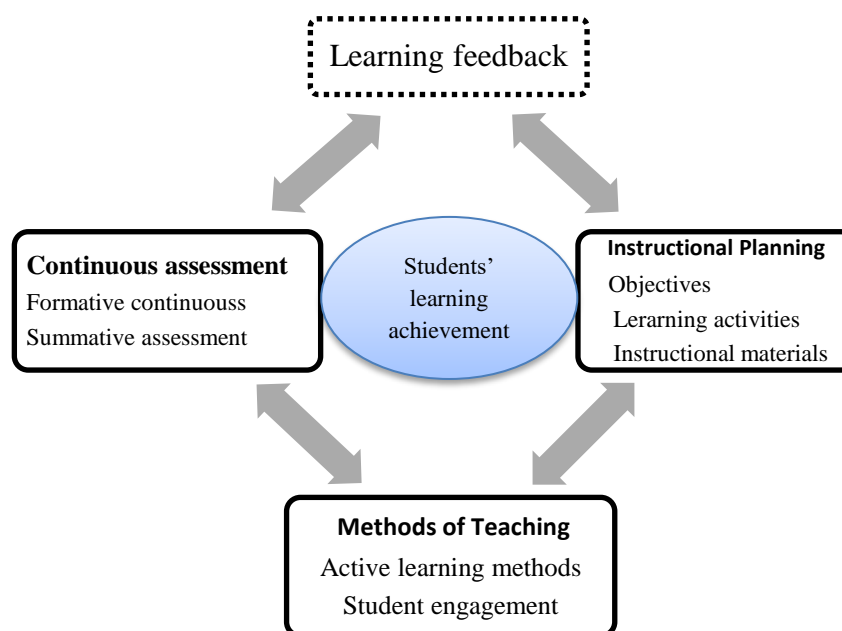 Learning feedback
Continuous assessment
Formative continuouss
Summative assessment
Students’
learning
achievement
Instructional Planning
Objectives
Lerarning activities
Instructional materials
Methods of Teaching
Active learning methods
Student engagement